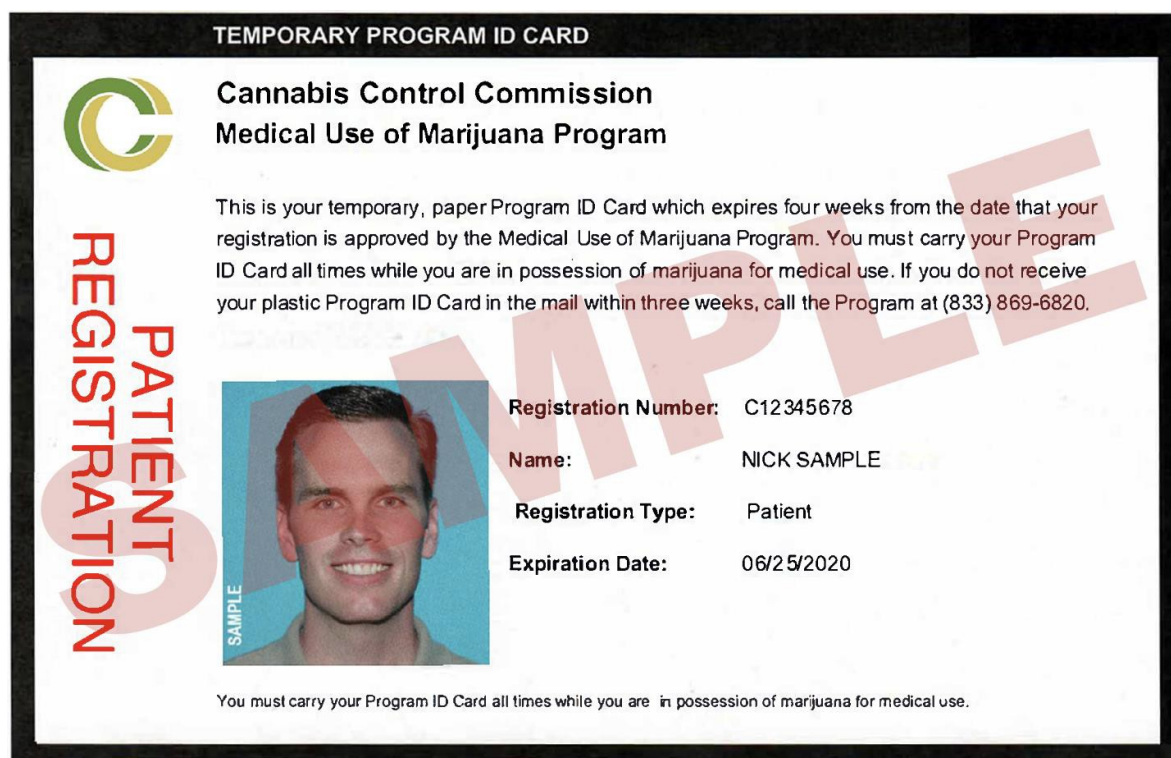 TEMPORARY PROGRAM ID CARD
Cannabis Control Commission
Medical Use of Marijuana Program
This is your temporary, paper Program ID Card which expires four weeks from the date that your
registration is approved by the Medical Use of Marijuana Program. You must carry your Program
ID Card all times while you are in possession of marijuana for medical use. If you do not receive
your plastic Program ID Card in the mail within three weeks, call the Program at (833) 869-6820.
PATIENT
REGISTRATION
SAMPLE
SAMPLE
Registration Number: C12345678
Name: NICK SAMPLE
Registration Type: Patient
Expiration Date: 06/25/2020
You must carry your Program ID Card all times while you are in possession of marijuana for medical use.